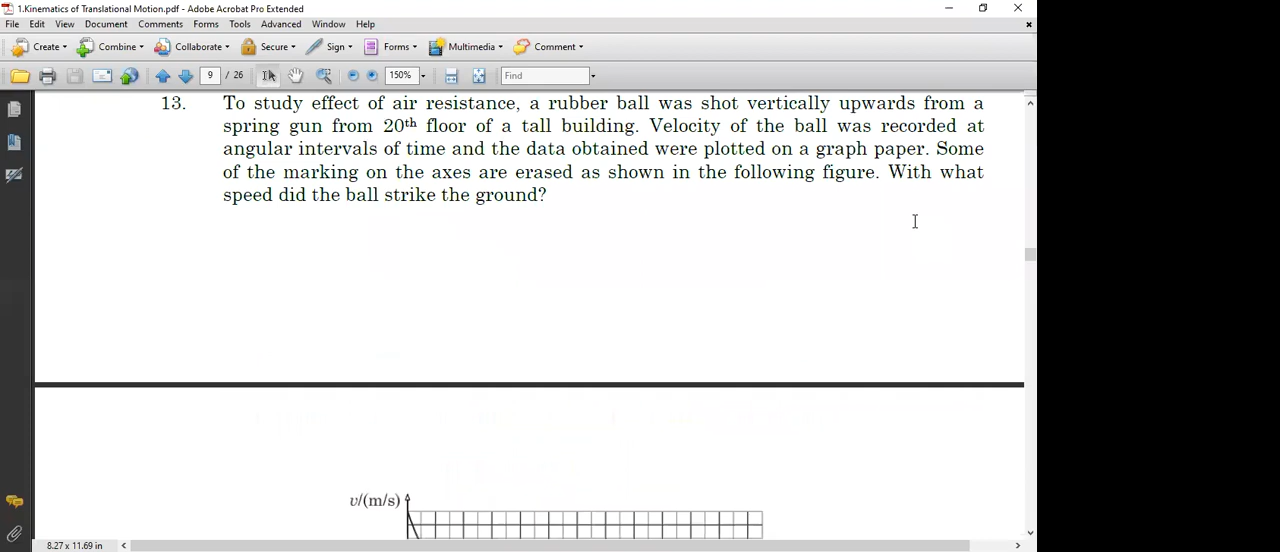 1.Kinematics of Translational Motion.pdf - Adobe Acrobat Pro Extended
File Edit View Document Comments Forms Tools Advanced Window Help
Create Combine Collaborate Secure Sign Forms Multimedia Comment
9 / 26 150% Find
13. To study effect of air resistance, a rubber ball was shot vertically upwards from a
spring gun from 20th floor of a tall building. Velocity of the ball was recorded at
angular intervals of time and the data obtained were plotted on a graph paper. Some
of the marking on the axes are erased as shown in the following figure. With what
speed did the ball strike the ground?
v/(m/s)
8.27 x 11.69 in